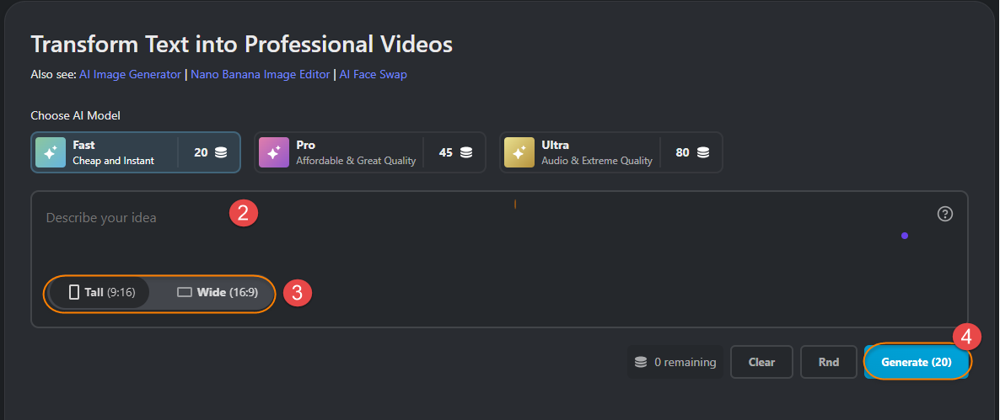 Transform Text into Professional Videos
Also see: AI Image Generator | Nano Banana Image Editor | AI Face Swap
Choose AI Model
Fast
Cheap and Instant
20
Pro
Affordable & Great Quality
45
Ultra
Audio & Extreme Quality
80
Describe your idea
2
?
Tall (9:16)
Wide (16:9)
3
4
0 remaining
Clear
Rnd
Generate (20)